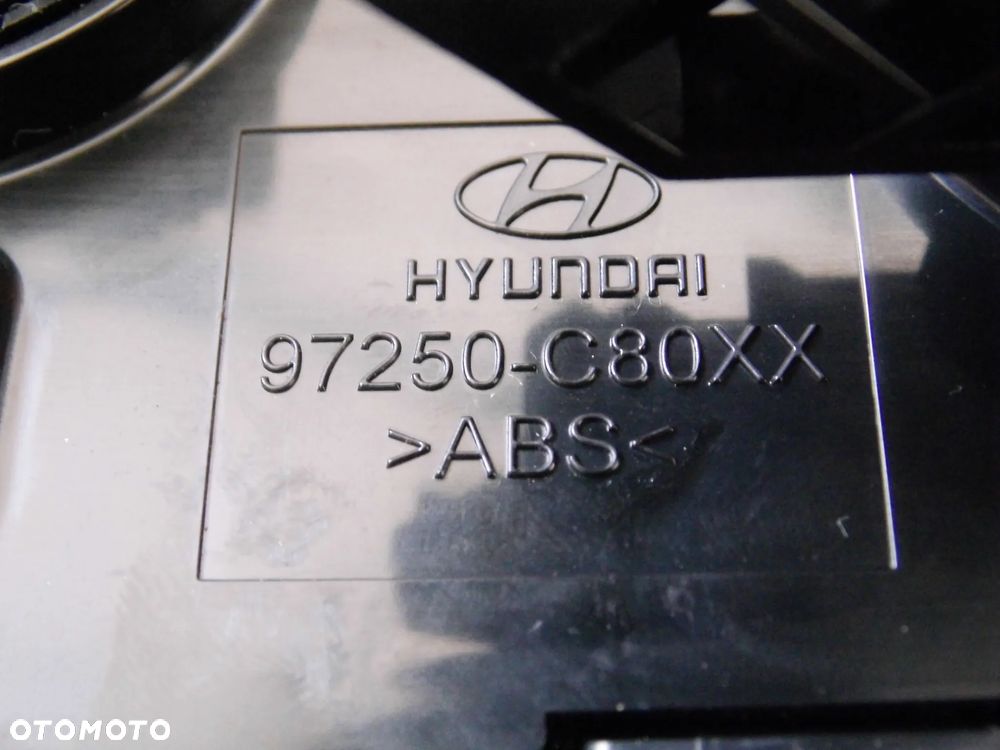 HYUNDAI
97250-C80XX
>ABS<
OTOMOTO